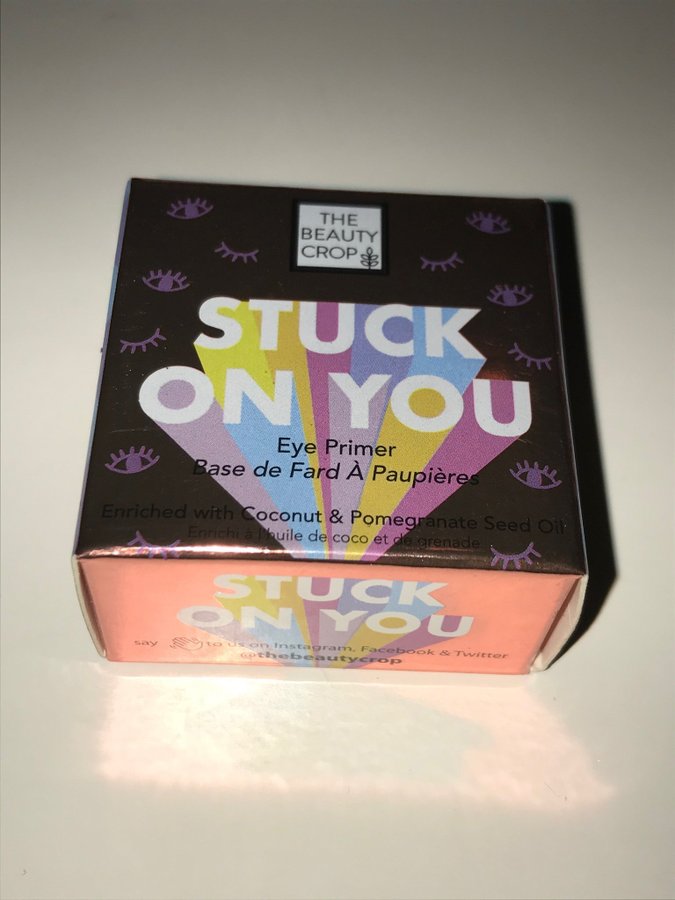 THE
BEAUTY
CROP
STUCK
ON YOU
Eye Primer
Base de Fard À Paupières
Enriched with Coconut & Pomegranate Seed Oil
Enrichi à l'huile de coco et de grenade
STUCK
ON YOU
say to us on Instagram, Facebook & Twitter
@thebeautycrop